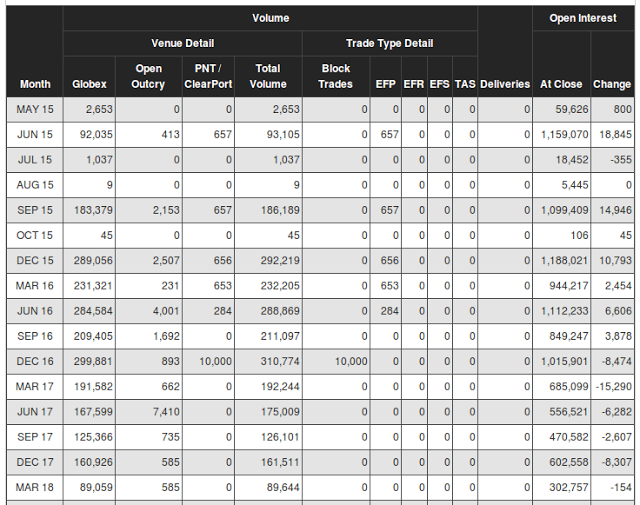 Volume Open Interest
Venue Detail Trade Type Detail
Open PNT / Total Block
Month Globex Outcry ClearPort Volume Trades EFP EFR EFS TAS Deliveries At Close Change
MAY 15 2,653 0 0 2,653 0 0 0 0 0 0 59,626 800
JUN 15 92,035 413 657 93,105 0 657 0 0 0 0 1,159,070 18,845
JUL 15 1,037 0 0 1,037 0 0 0 0 0 0 18,452 -355
AUG 15 9 0 0 9 0 0 0 0 0 0 5,445 0
SEP 15 183,379 2,153 657 186,189 0 657 0 0 0 0 1,099,409 14,946
OCT 15 45 0 0 45 0 0 0 0 0 0 106 45
DEC 15 289,056 2,507 656 292,219 0 656 0 0 0 0 1,188,021 10,793
MAR 16 231,321 231 653 232,205 0 653 0 0 0 0 944,217 2,454
JUN 16 284,584 4,001 284 288,869 0 284 0 0 0 0 1,112,233 6,606
SEP 16 209,405 1,692 0 211,097 0 0 0 0 0 0 849,247 3,878
DEC 16 299,881 893 10,000 310,774 10,000 0 0 0 0 0 1,015,901 -8,474
MAR 17 191,582 662 0 192,244 0 0 0 0 0 0 685,099 -15,290
JUN 17 167,599 7,410 0 175,009 0 0 0 0 0 0 556,521 -6,282
SEP 17 125,366 735 0 126,101 0 0 0 0 0 0 470,582 -2,607
DEC 17 160,926 585 0 161,511 0 0 0 0 0 0 602,558 -8,307
MAR 18 89,059 585 0 89,644 0 0 0 0 0 0 302,757 -154